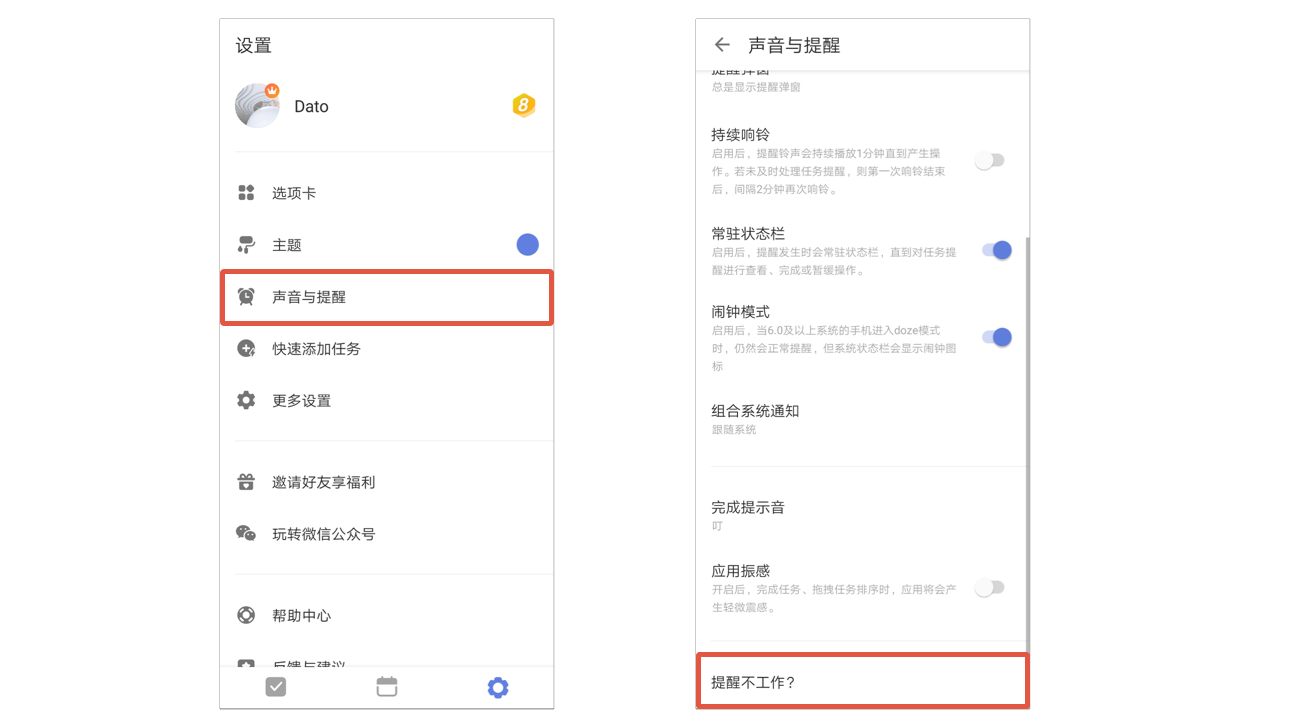 设置
Dato
8
选项卡
主题
声音与提醒
快速添加任务
更多设置
邀请好友享福利
玩转微信公众号
帮助中心
反馈与建议
声音与提醒
提醒弹窗
总是显示提醒弹窗
持续响铃
启用后，提醒铃声会持续播放1分钟直到产生操
作。若未及时处理任务提醒，则第一次响铃结束
后，间隔2分钟再次响铃。
常驻状态栏
启用后，提醒发生时会常驻状态栏，直到对任务提
醒进行查看、完成或暂缓操作。
闹钟模式
启用后，当6.0及以上系统的手机进入doze模式
时，仍然会正常提醒，但系统状态栏会显示闹钟图
标
组合系统通知
跟随系统
完成提示音
叮
应用振感
开启后，完成任务、拖拽任务排序时，应用将会产
生轻微震感。
提醒不工作？